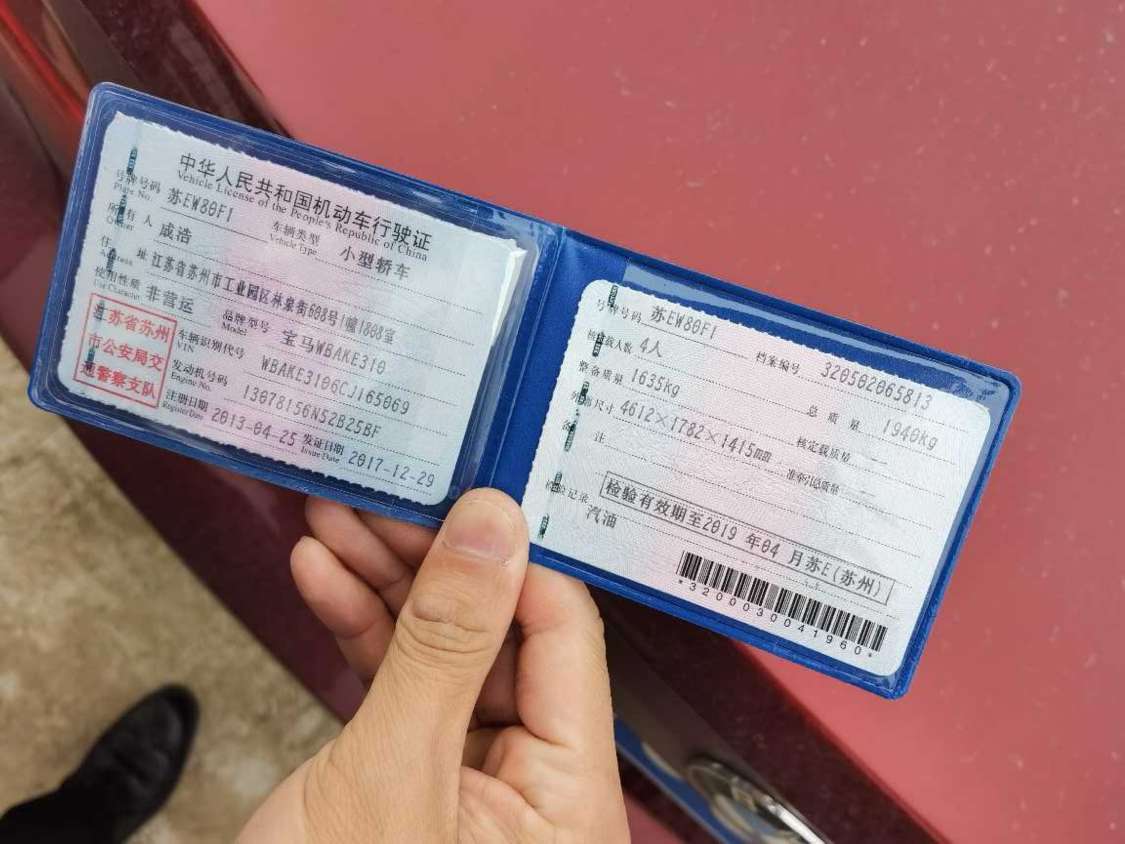 中华人民共和国机动车行驶证
Vehicle License of the People's Republic of China
号牌号码 苏EW80F1 车辆类型 小型轿车
Plate No. Vehicle Type
所有人 成浩
Owner
住址 江苏省苏州市工业园区林泉街608号1幢1808室
Address
使用性质 非营运 品牌型号 宝马WBAKE310
Use Character Model
江苏省苏州
市公安局交
通警察支队
车辆识别代号 WBAKE3106CJ165069
VIN
发动机号码 13078156N52B25BF
Engine No.
注册日期 2013-04-25 发证日期 2017-12-29
Register Date Issue Date
号牌号码 苏EW80F1 档案编号 320502065813
核定载人数 4人 总质量 1940kg
整备质量 1635kg 核定载质量 --
外廓尺寸 4612×1782×1415mm 准牵引总质量 --
备注
检验有效期至2019年04月苏E(苏州)
检验记录
汽油
*3200030041960*